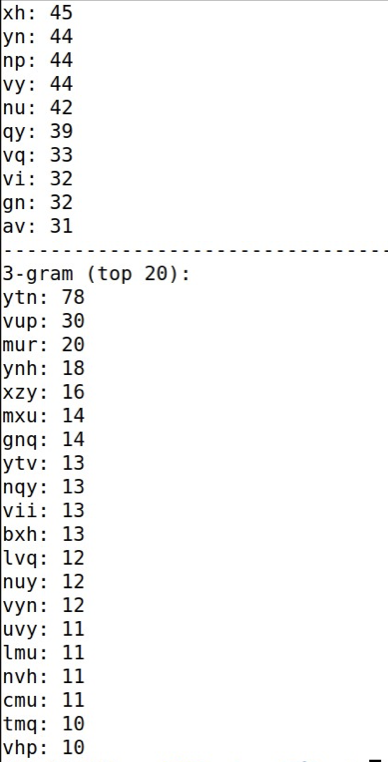 xh: 45
yn: 44
np: 44
vy: 44
nu: 42
qy: 39
vq: 33
vi: 32
gn: 32
av: 31
---------------------------------
3-gram (top 20):
ytn: 78
vup: 30
mur: 20
ynh: 18
xzy: 16
mxu: 14
gnq: 14
ytv: 13
nqy: 13
vii: 13
bxh: 13
lvq: 12
nuy: 12
vyn: 12
uvy: 11
lmu: 11
nvh: 11
cmu: 11
tmq: 10
vhp: 10